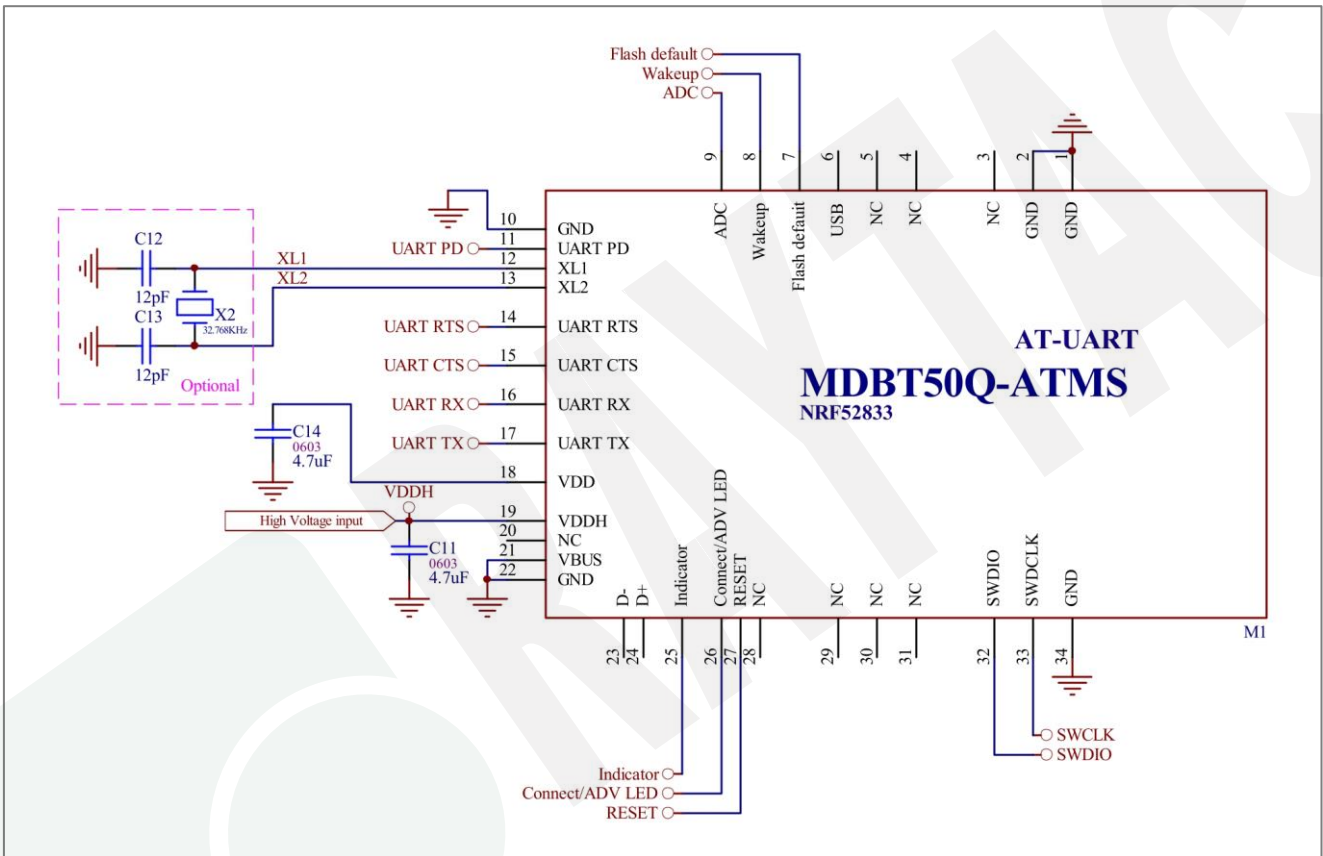 Flash default
Wakeup
ADC
9
8
7
6
5
4
3
2
1
ADC
Wakeup
Flash defauit
USB
NC
NC
NC
GND
GND
10 GND
UART PD 11 UART PD
XL1 12 XL1
XL2 13 XL2
C12
12pF
C13
12pF
X2
32.768KHz
Optional
UART RTS 14 UART RTS
UART CTS 15 UART CTS
UART RX 16 UART RX
UART TX 17 UART TX
C14
0603
4.7uF
18 VDD
VDDH
High Voltage input 19 VDDH
20 NC
21 VBUS
22 GND
C11
0603
4.7uF
AT-UART
MDBT50Q-ATMS
NRF52833
D-
D+
Indicator
Connect/ADV LED
RESET
NC
NC
NC
NC
SWDIO
SWDCLK
GND
M1
23
24
25
26
27
28
29
30
31
32
33
34
SWCLK
SWDIO
Indicator
Connect/ADV LED
RESET
RAYTAC